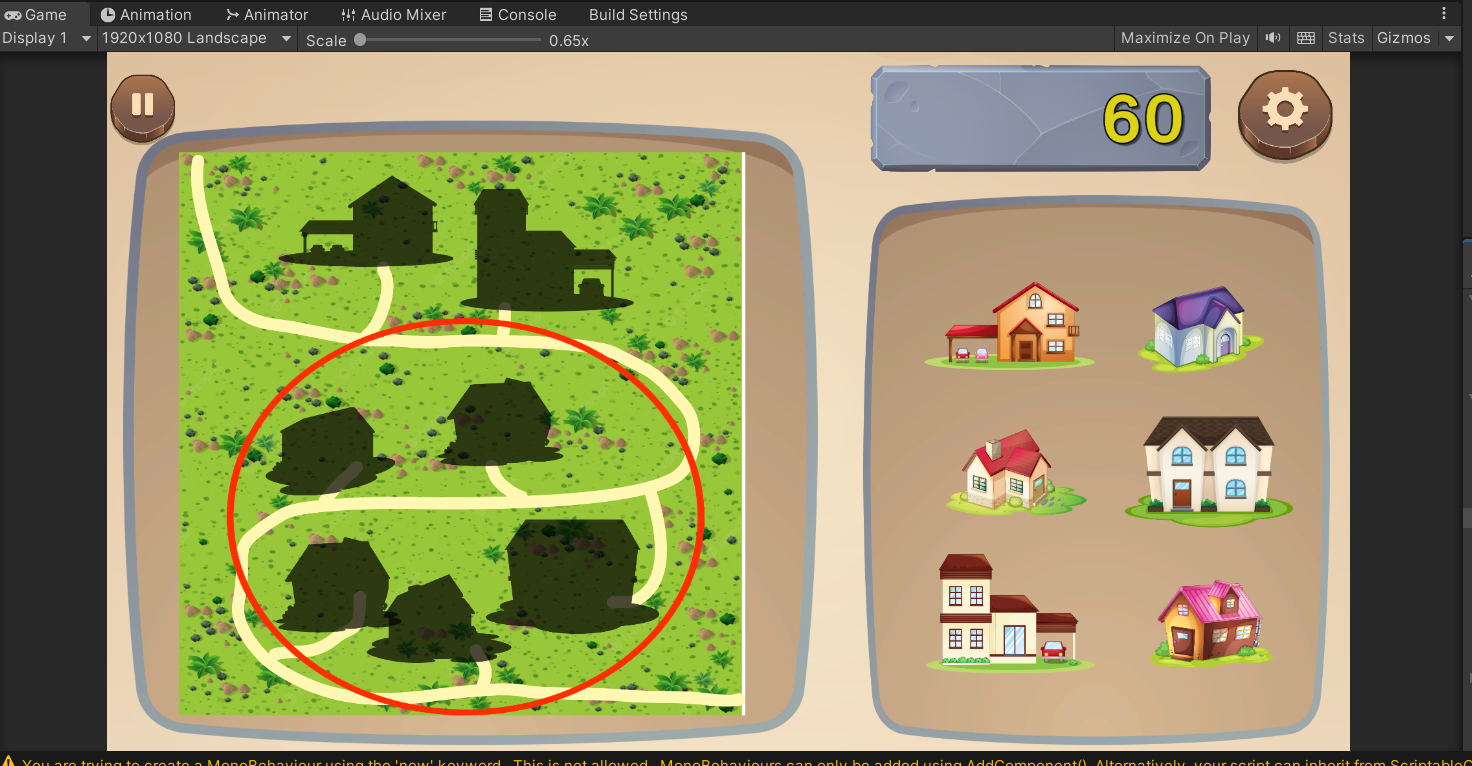 Game Animation Animator Audio Mixer Console Build Settings
Display 1 1920x1080 Landscape Scale 0.65x Maximize On Play Stats Gizmos
60
You are trying to create a MonoBehaviour using the 'new' keyword. This is not allowed. MonoBehaviours can only be added using AddComponent(). Alternatively, your script can inherit from